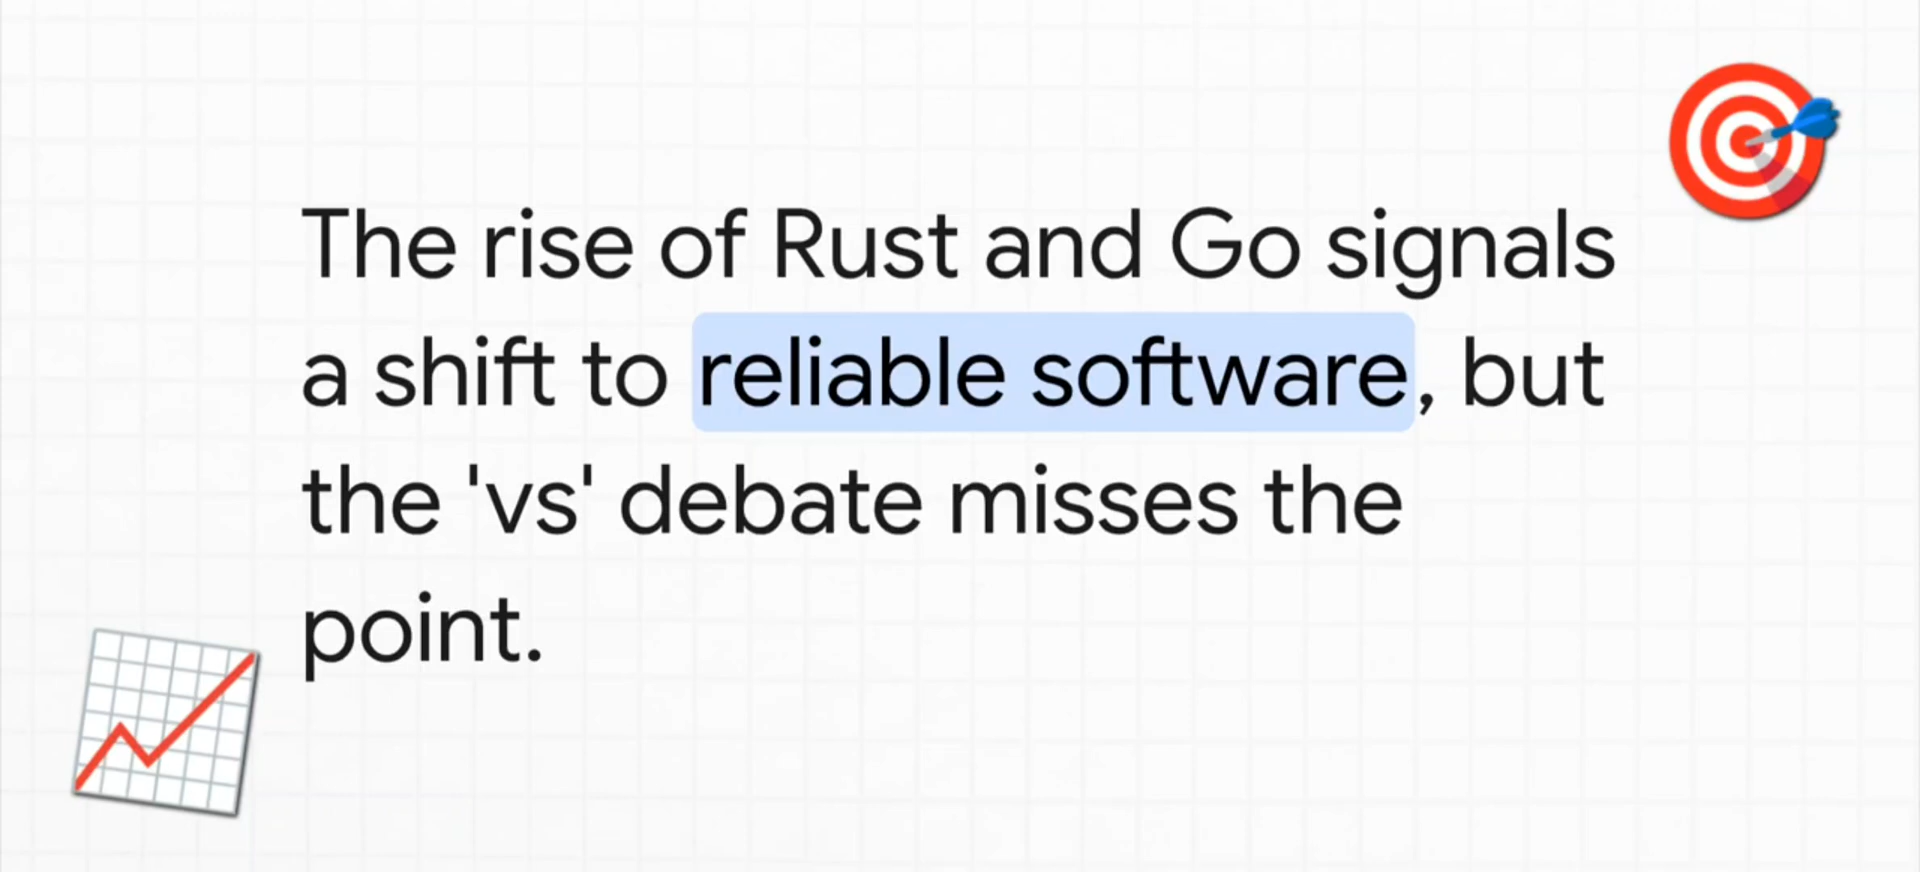 The rise of Rust and Go signals
a shift to reliable software, but
the 'vs' debate misses the
point.